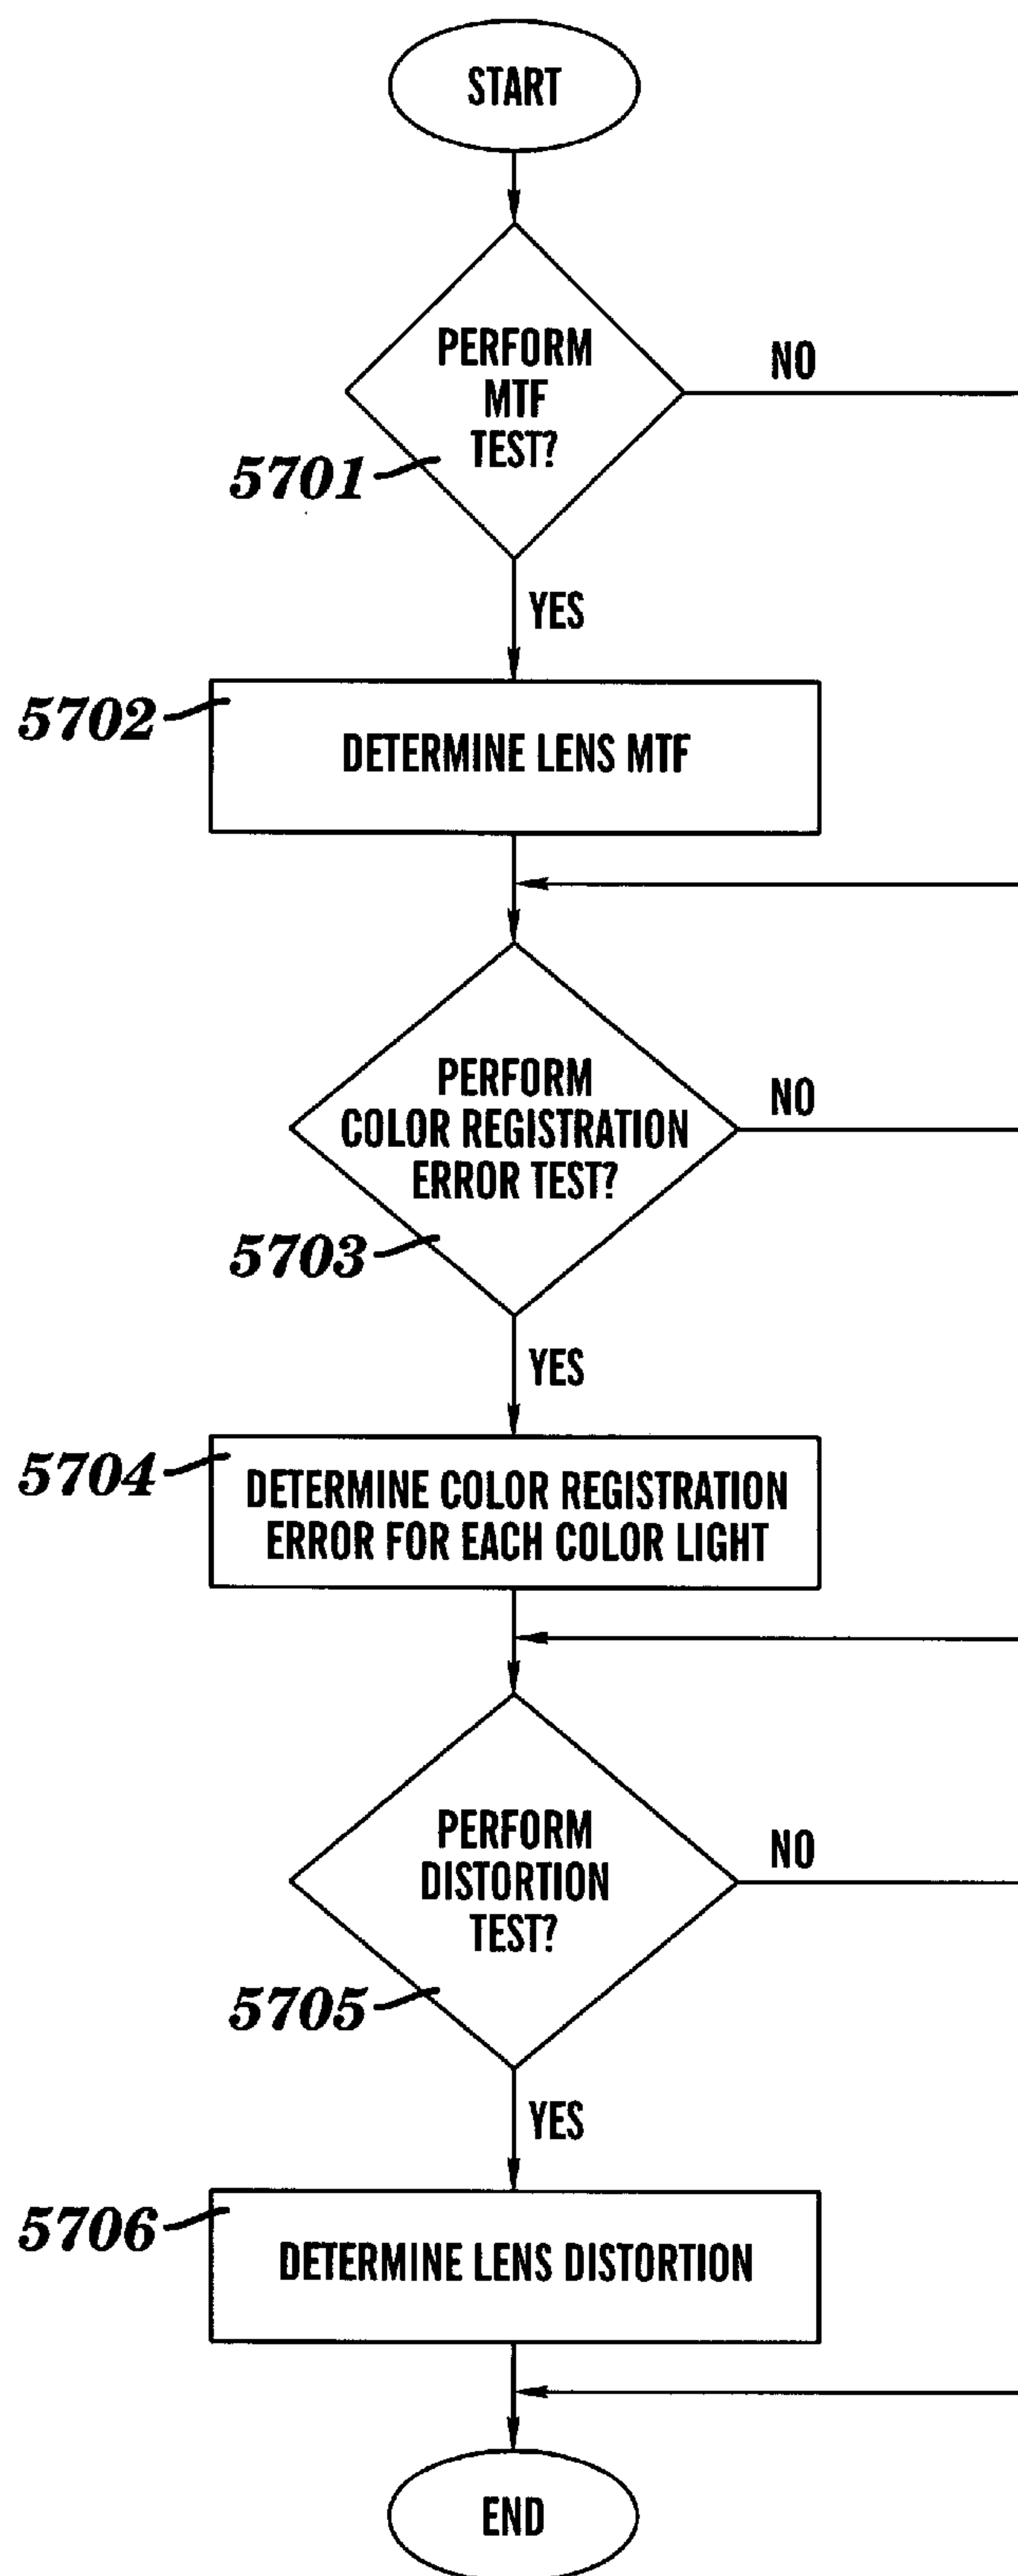 START
PERFORM
MTF
TEST?
NO
5701
YES
5702
DETERMINE LENS MTF
PERFORM
COLOR REGISTRATION
ERROR TEST?
NO
5703
YES
5704
DETERMINE COLOR REGISTRATION
ERROR FOR EACH COLOR LIGHT
PERFORM
DISTORTION
TEST?
NO
5705
YES
5706
DETERMINE LENS DISTORTION
END